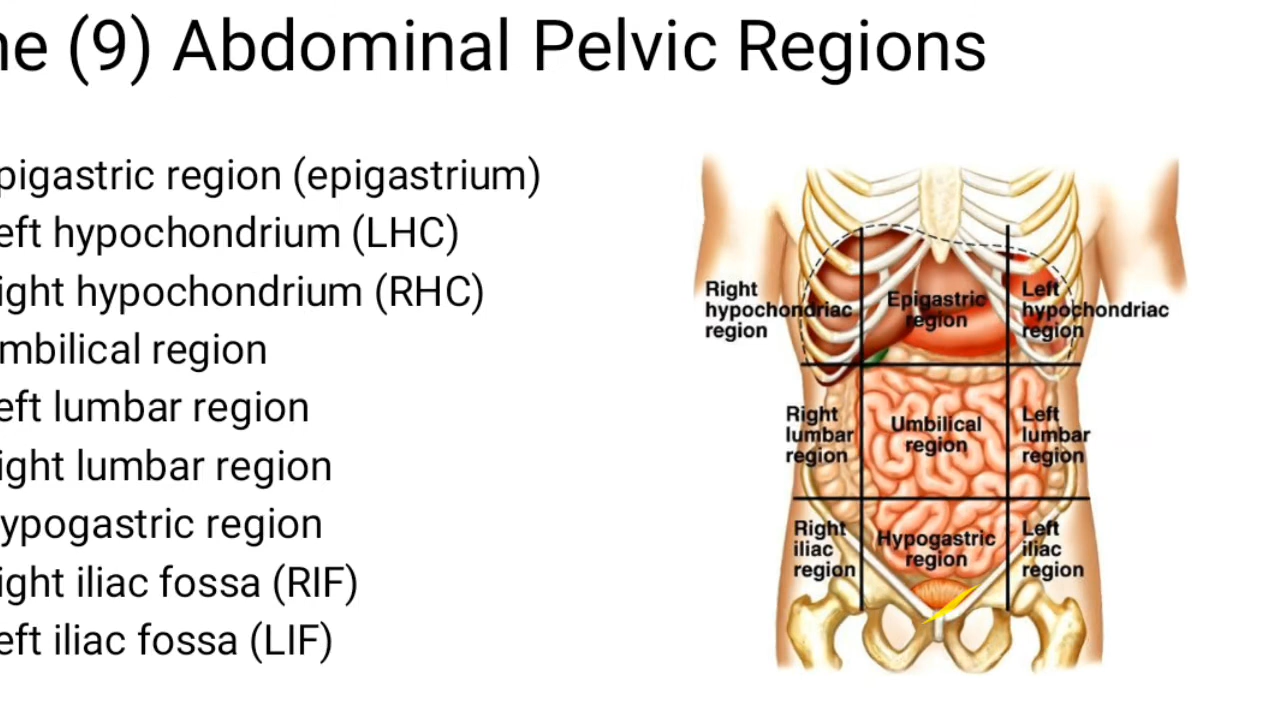 ne (9) Abdominal Pelvic Regions
pigastric region (epigastrium)
eft hypochondrium (LHC)
ight hypochondrium (RHC)
mbilical region
eft lumbar region
ight lumbar region
ypogastric region
ight iliac fossa (RIF)
eft iliac fossa (LIF)
Right
hypochondriac
region
Epigastric
region
Left
hypochondriac
region
Right
lumbar
region
Umbilical
region
Left
lumbar
region
Right
iliac
region
Hypogastric
region
Left
iliac
region